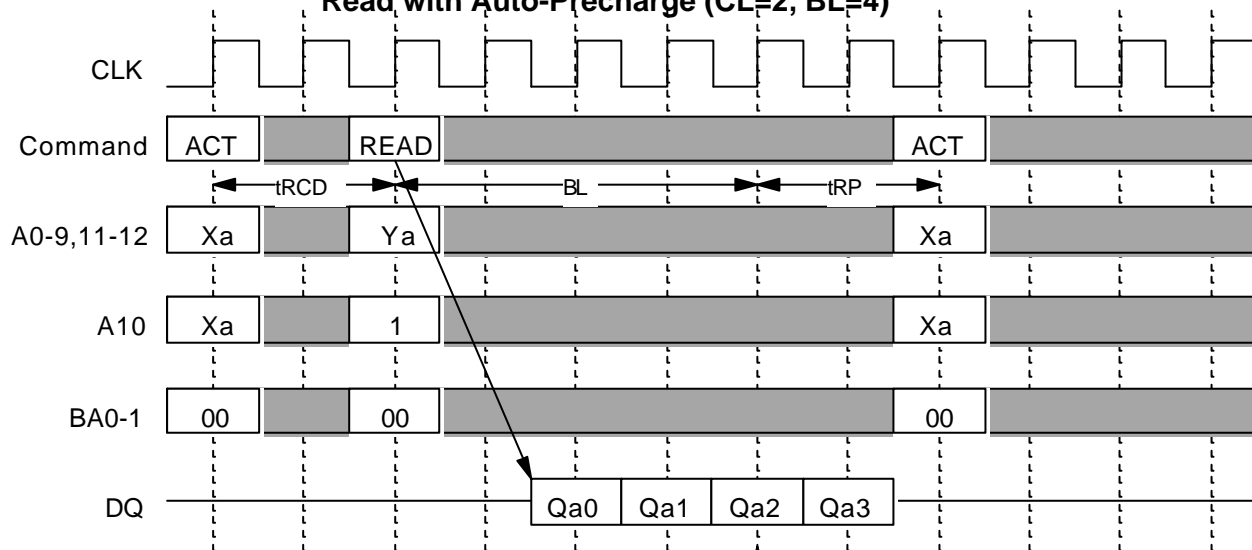 Read with Auto-Precharge (CL=2, BL=4)
CLK
Command ACT READ ACT
tRCD BL tRP
A0-9,11-12 Xa Ya Xa
A10 Xa 1 Xa
BA0-1 00 00 00
DQ Qa0 Qa1 Qa2 Qa3